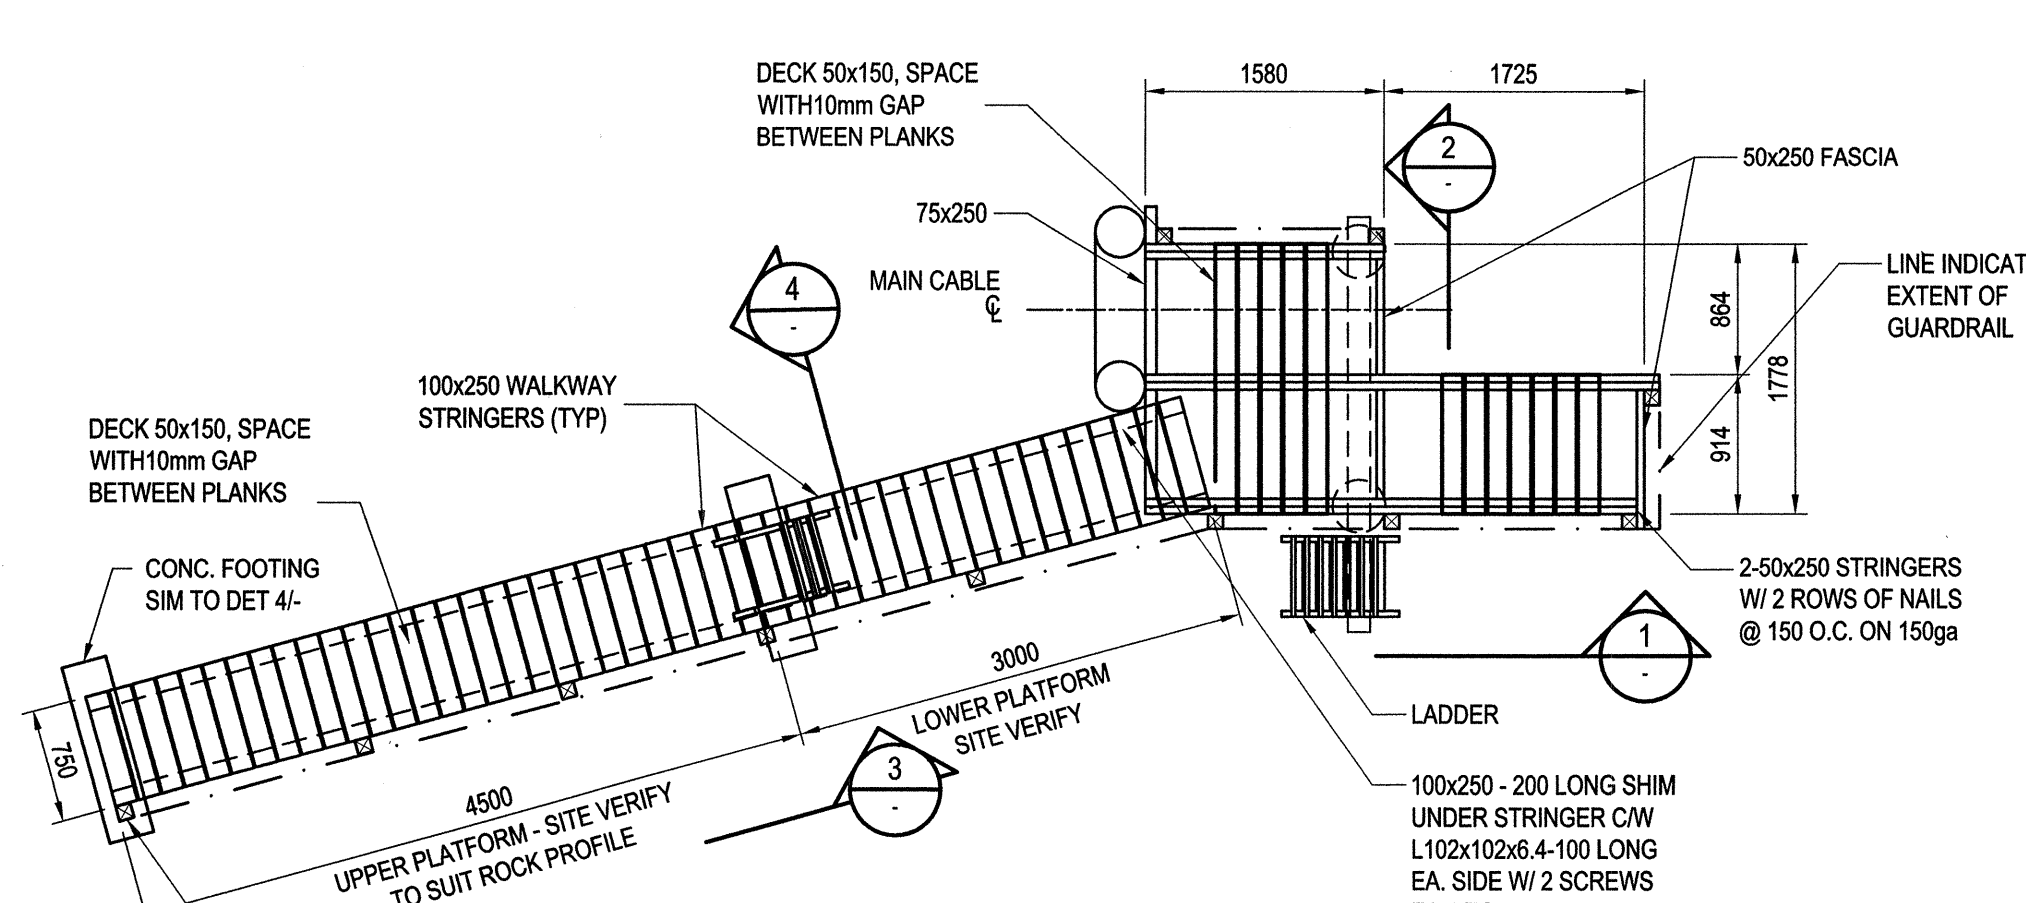 DECK 50x150, SPACE
WITH10mm GAP
BETWEEN PLANKS
1580
1725
2
-
50x250 FASCIA
75x250
MAIN CABLE
℄
LINE INDICAT
EXTENT OF
GUARDRAIL
864
1778
914
4
-
100x250 WALKWAY
STRINGERS (TYP)
DECK 50x150, SPACE
WITH10mm GAP
BETWEEN PLANKS
CONC. FOOTING
SIM TO DET 4/-
2-50x250 STRINGERS
W/ 2 ROWS OF NAILS
@ 150 O.C. ON 150ga
1
-
3000
LOWER PLATFORM
SITE VERIFY
LADDER
750
3
-
4500
UPPER PLATFORM - SITE VERIFY
TO SUIT ROCK PROFILE
100x250 - 200 LONG SHIM
UNDER STRINGER C/W
L102x102x6.4-100 LONG
EA. SIDE W/ 2 SCREWS